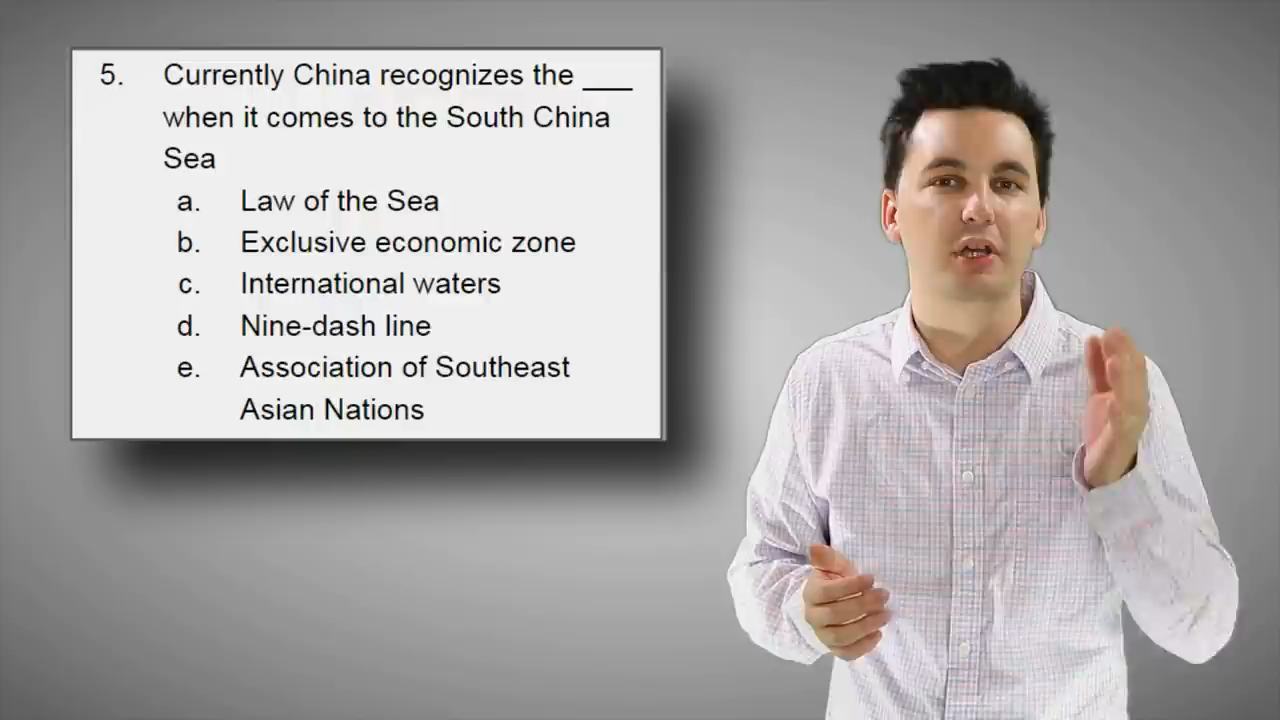 5. Currently China recognizes the ___
when it comes to the South China
Sea
a. Law of the Sea
b. Exclusive economic zone
c. International waters
d. Nine-dash line
e. Association of Southeast
Asian Nations